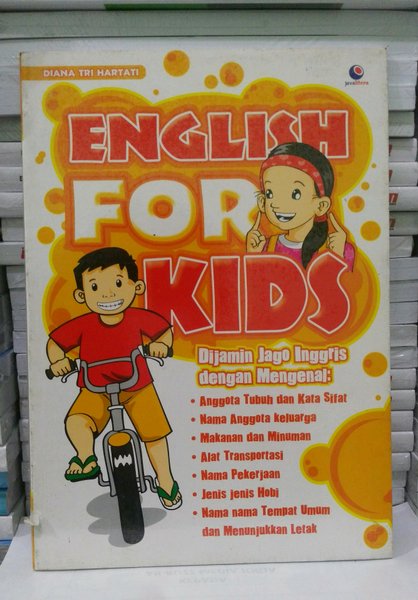 DIANA TRI HARTATI
javalitera
ENGLISH
FOR
KIDS
Dijamin Jago Inggris
dengan Mengenal:
• Anggota Tubuh dan Kata Sifat
• Nama Anggota keluarga
• Makanan dan Minuman
• Alat Transportasi
• Nama Pekerjaan
• Jenis jenis Hobi
• Nama nama Tempat Umum
dan Menunjukkan Letak